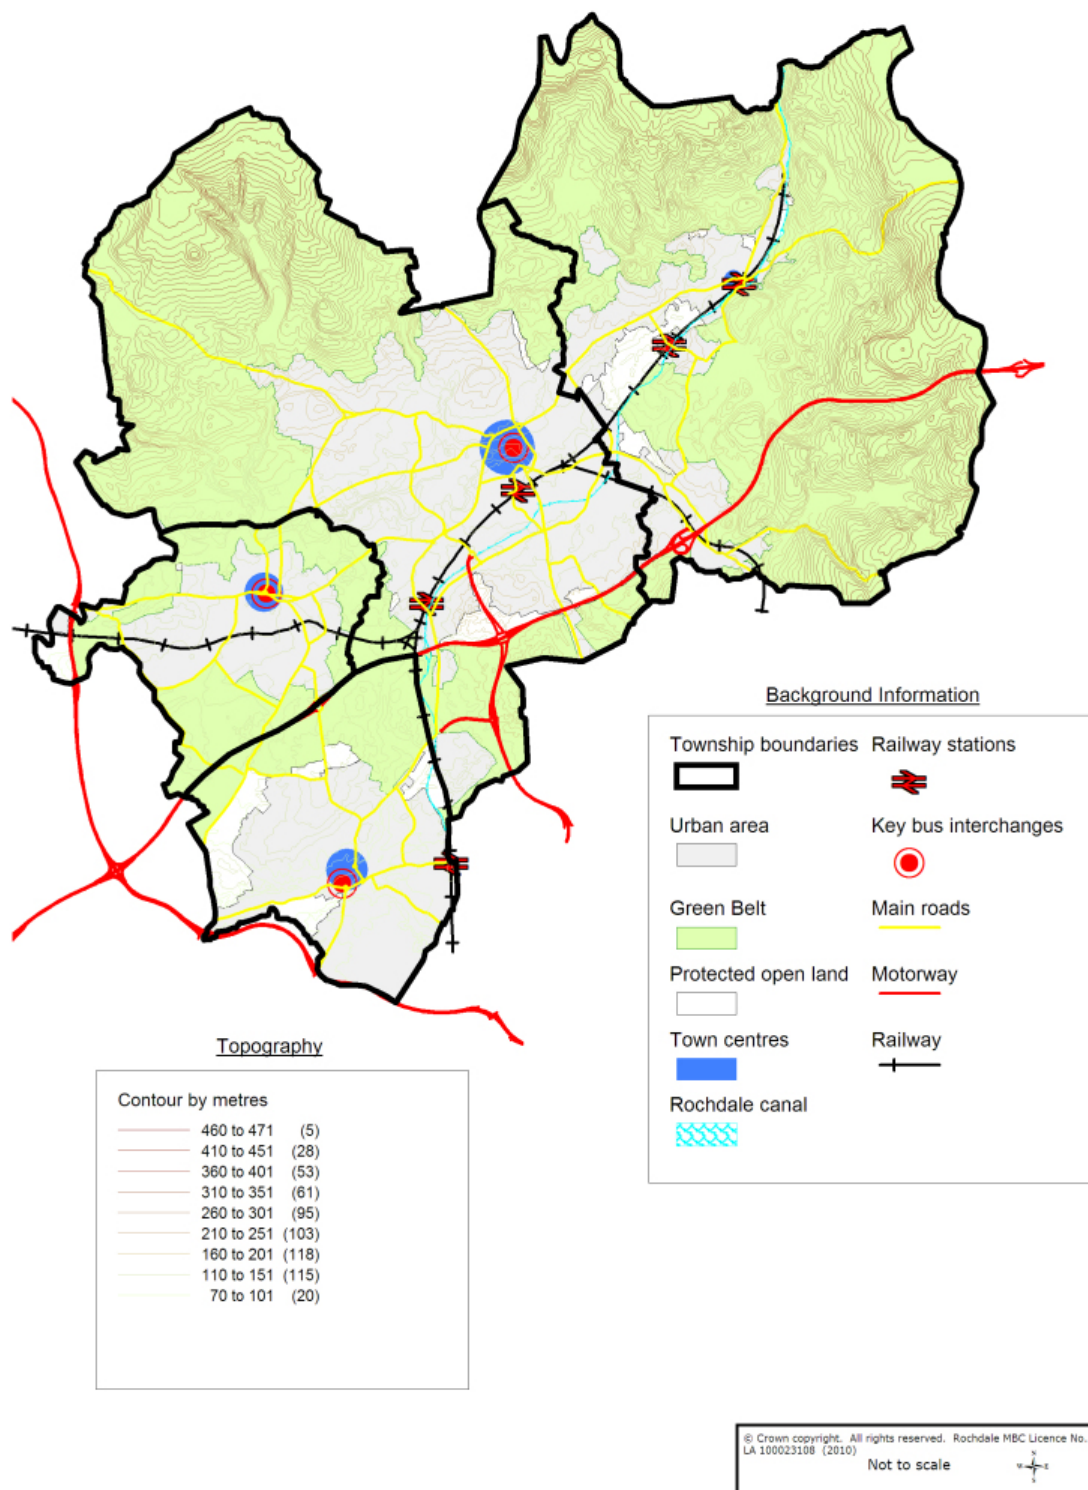 Background Information
Township boundaries Railway stations
Urban area Key bus interchanges
Green Belt Main roads
Protected open land Motorway
Town centres Railway
Rochdale canal
Topography
Contour by metres
460 to 471 (5)
410 to 451 (28)
360 to 401 (53)
310 to 351 (61)
260 to 301 (95)
210 to 251 (103)
160 to 201 (118)
110 to 151 (115)
70 to 101 (20)
© Crown copyright. All rights reserved. Rochdale MBC Licence No.
LA 100023108 (2010)
Not to scale
N
W E
S